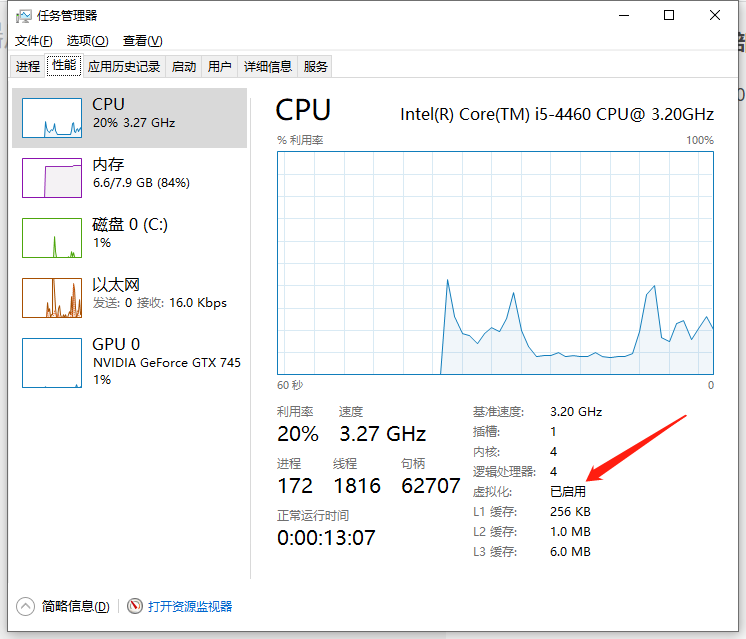 任务管理器
文件(F) 选项(O) 查看(V)
进程 性能 应用历史记录 启动 用户 详细信息 服务
CPU
20% 3.27 GHz
内存
6.6/7.9 GB (84%)
磁盘 0 (C:)
1%
以太网
发送: 0 接收: 16.0 Kbps
GPU 0
NVIDIA GeForce GTX 745
1%
CPU
Intel(R) Core(TM) i5-4460 CPU@ 3.20GHz
% 利用率 100%
60 秒 0
利用率 速度
20% 3.27 GHz
进程 线程 句柄
172 1816 62707
正常运行时间
0:00:13:07
基准速度: 3.20 GHz
插槽: 1
内核: 4
逻辑处理器: 4
虚拟化: 已启用
L1 缓存: 256 KB
L2 缓存: 1.0 MB
L3 缓存: 6.0 MB
简略信息(D) 打开资源监视器